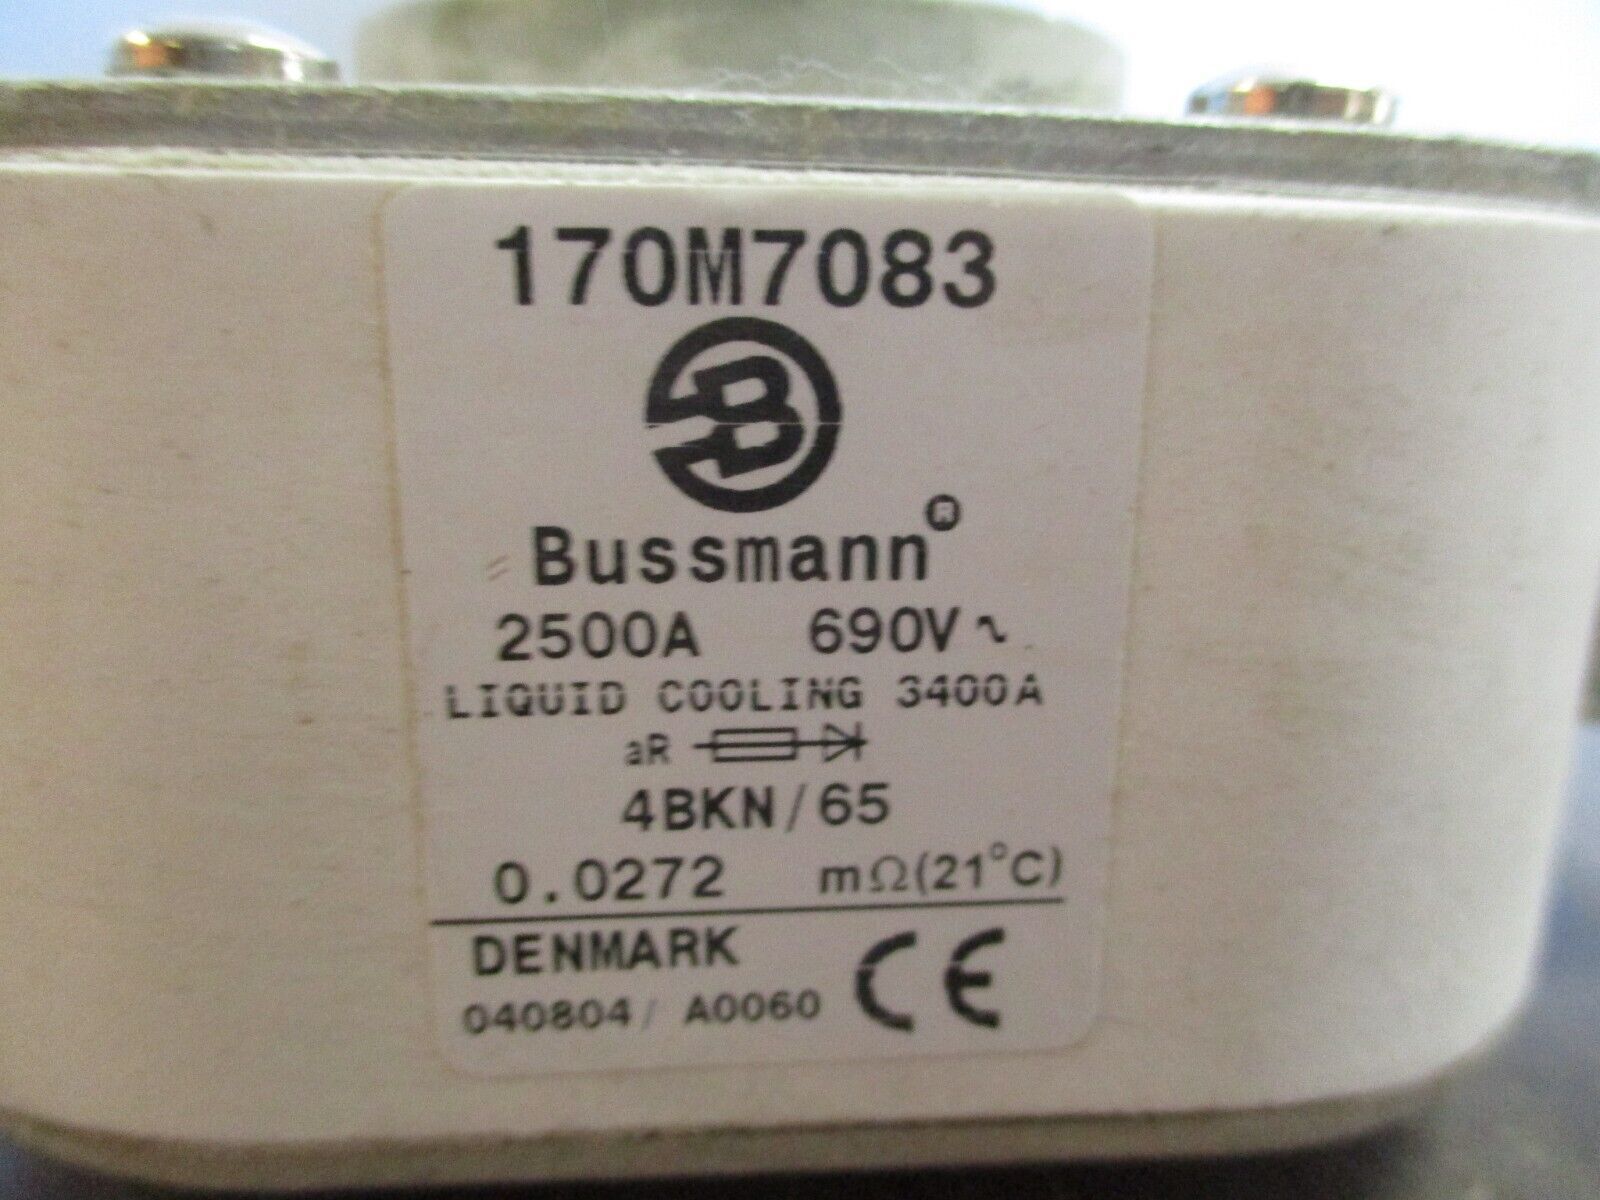 170M7083
B
Bussmann®
2500A 690V~
LIQUID COOLING 3400A
aR
4BKN/65
0.0272 mΩ(21°C)
DENMARK
040804/ A0060 CE